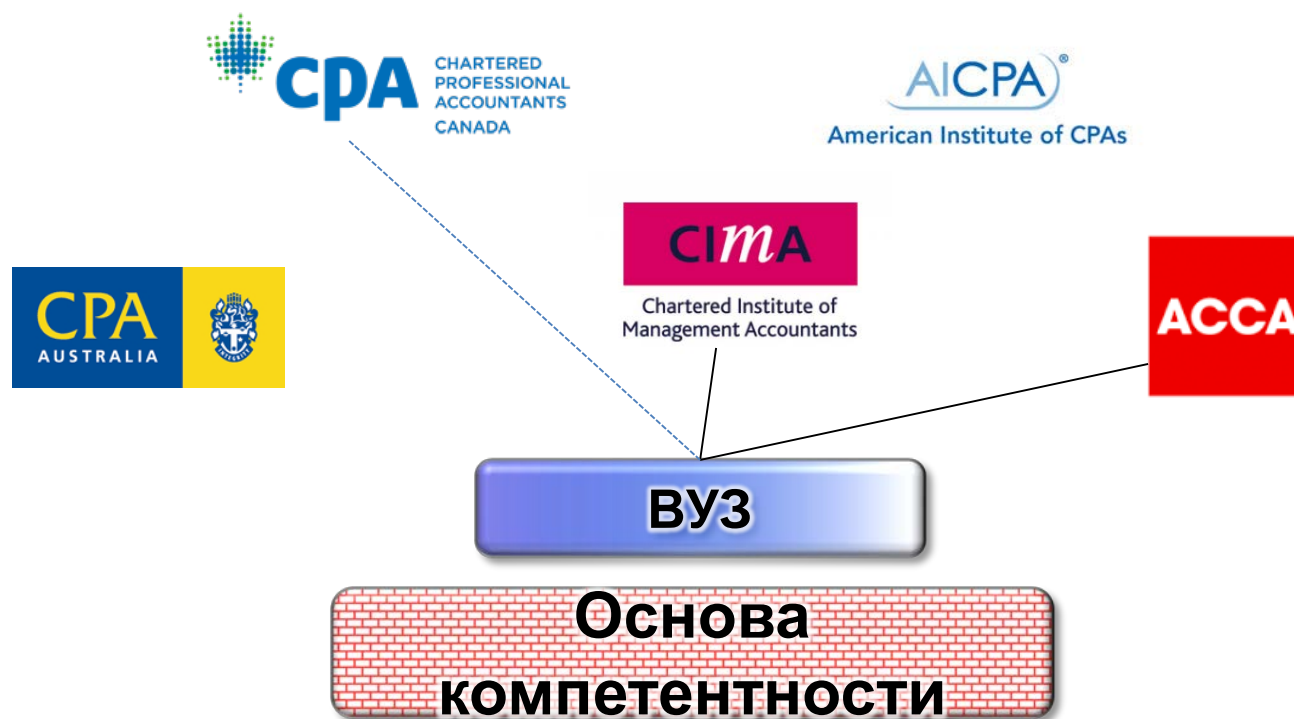 CPA
CHARTERED
PROFESSIONAL
ACCOUNTANTS
CANADA
AICPA®
American Institute of CPAs
CIMA
Chartered Institute of
Management Accountants
CPA
AUSTRALIA
INTEGRITY
ACCA
ВУЗ
Основа
компетентности